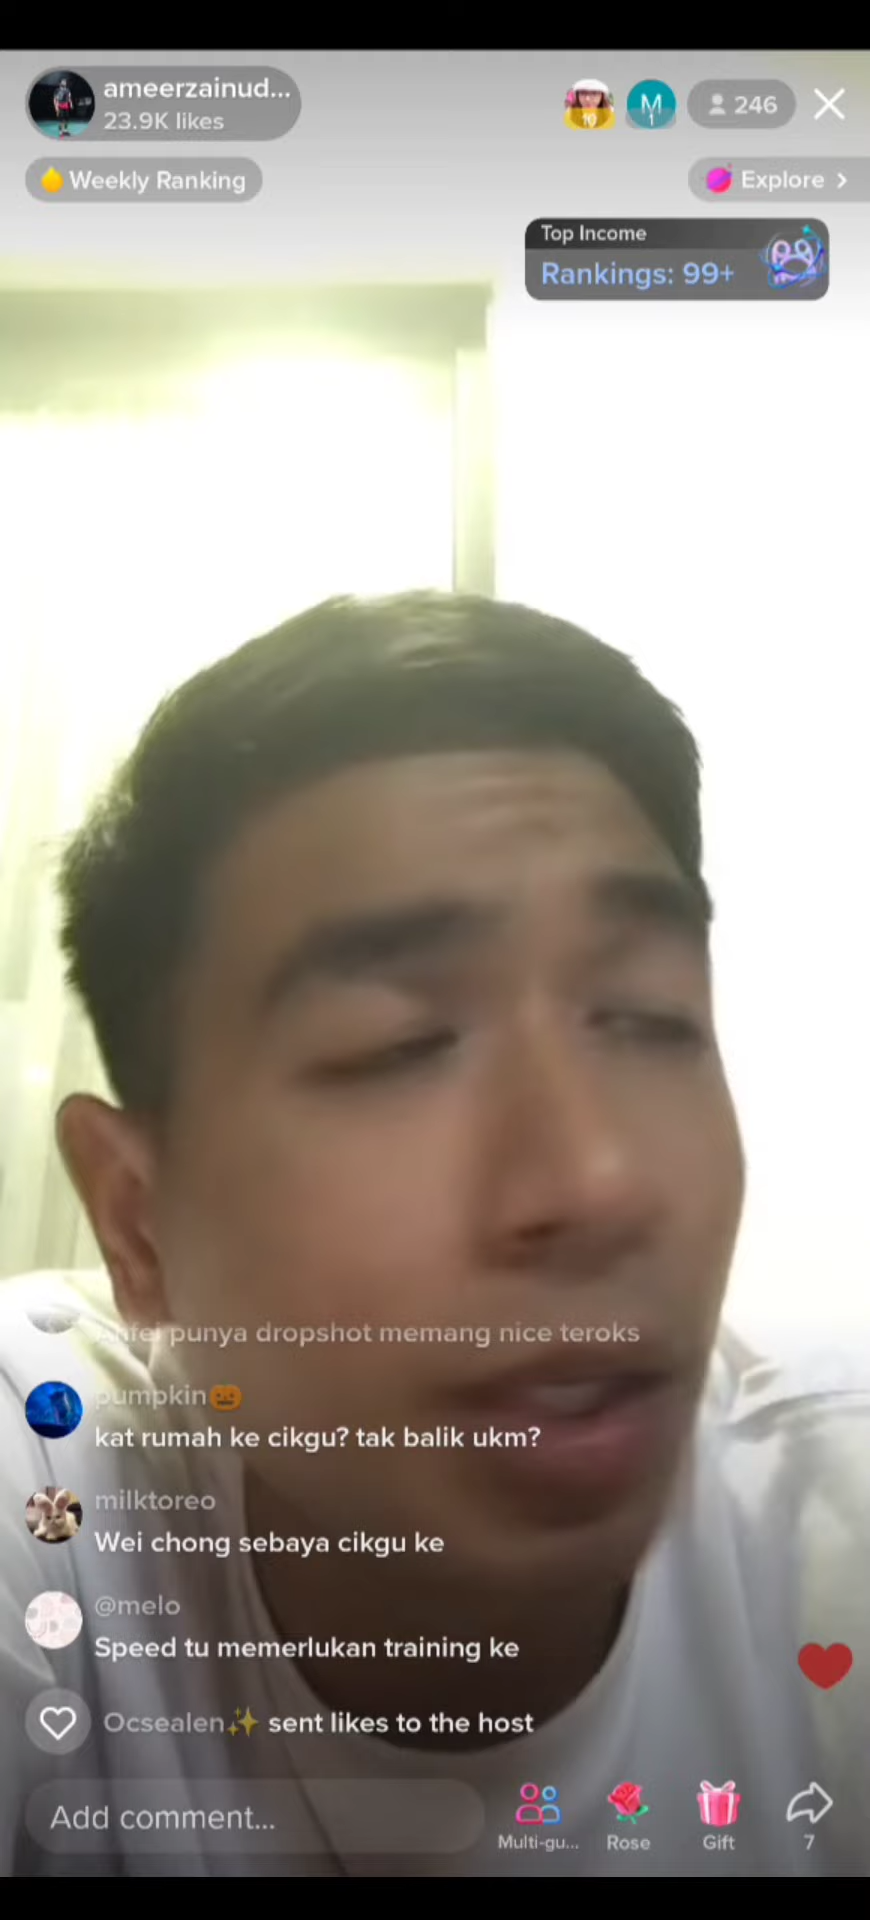 ameerzainud...
23.9K likes
10
M
1
246
Weekly Ranking
Explore >
Top Income
Rankings: 99+
punya dropshot memang nice teroks
pumpkin🎃
kat rumah ke cikgu? tak balik ukm?
milktoreo
Wei chong sebaya cikgu ke
@melo
Speed tu memerlukan training ke
Ocsealen✨ sent likes to the host
Add comment...
Multi-gu...
Rose
Gift
7